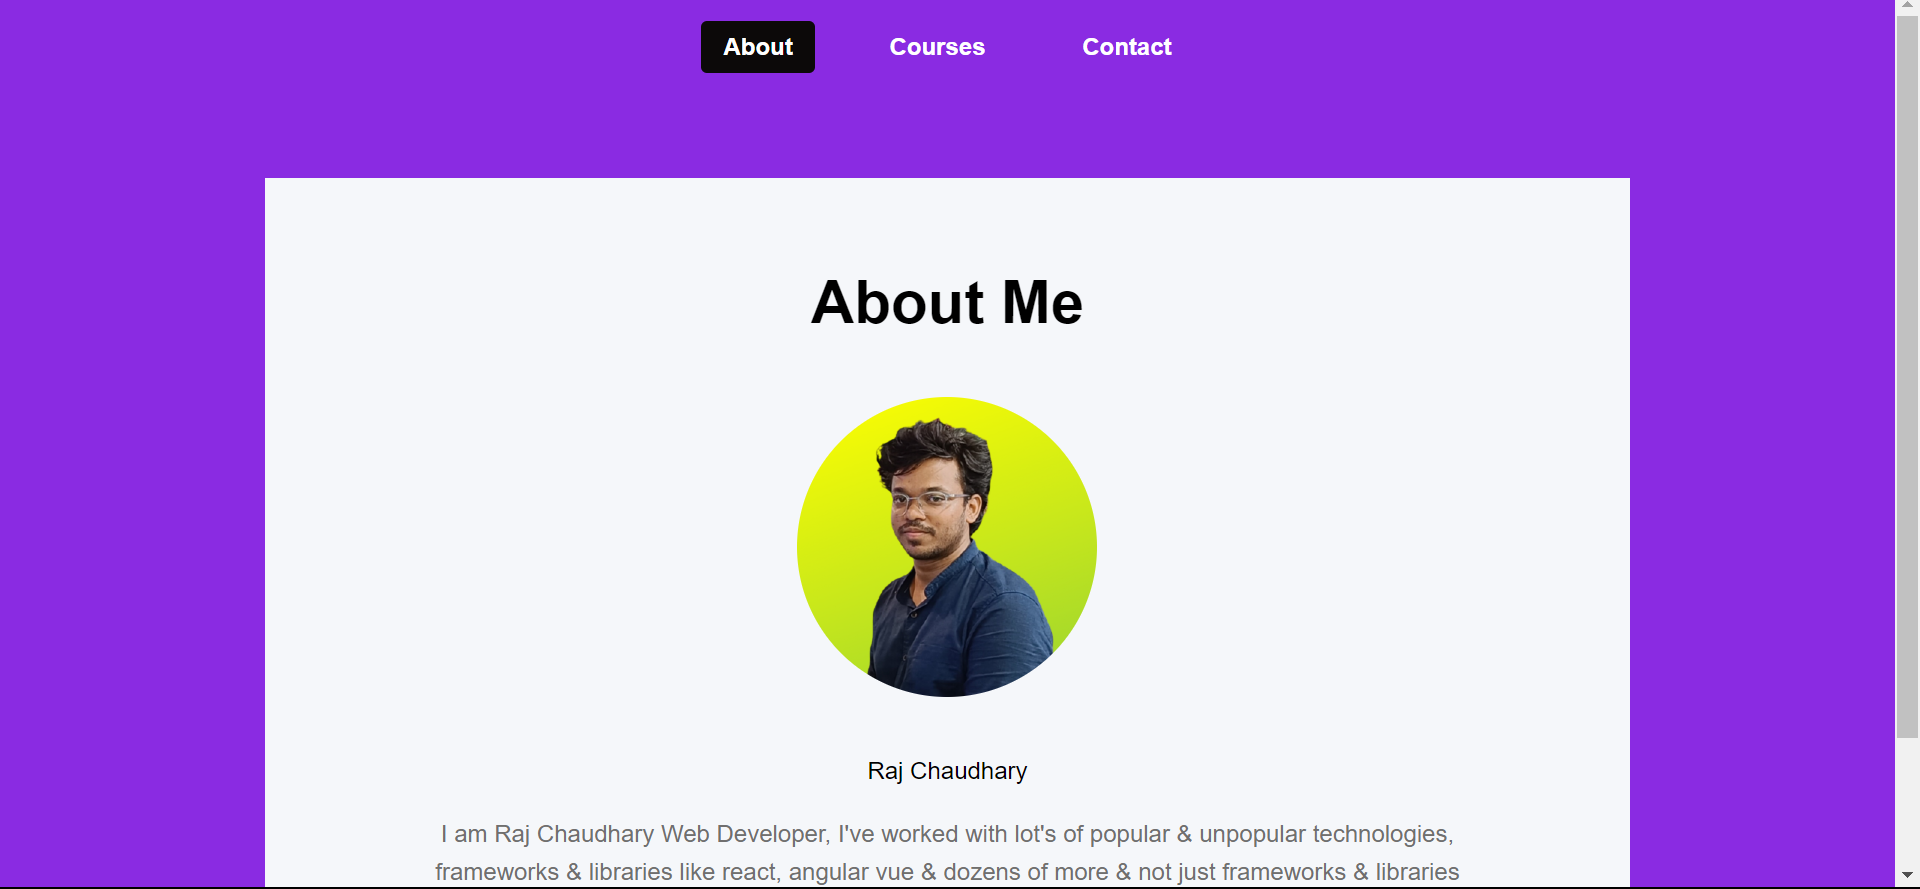 About Courses Contact
About Me
Raj Chaudhary
I am Raj Chaudhary Web Developer, I've worked with lot's of popular & unpopular technologies,
frameworks & libraries like react, angular vue & dozens of more & not just frameworks & libraries